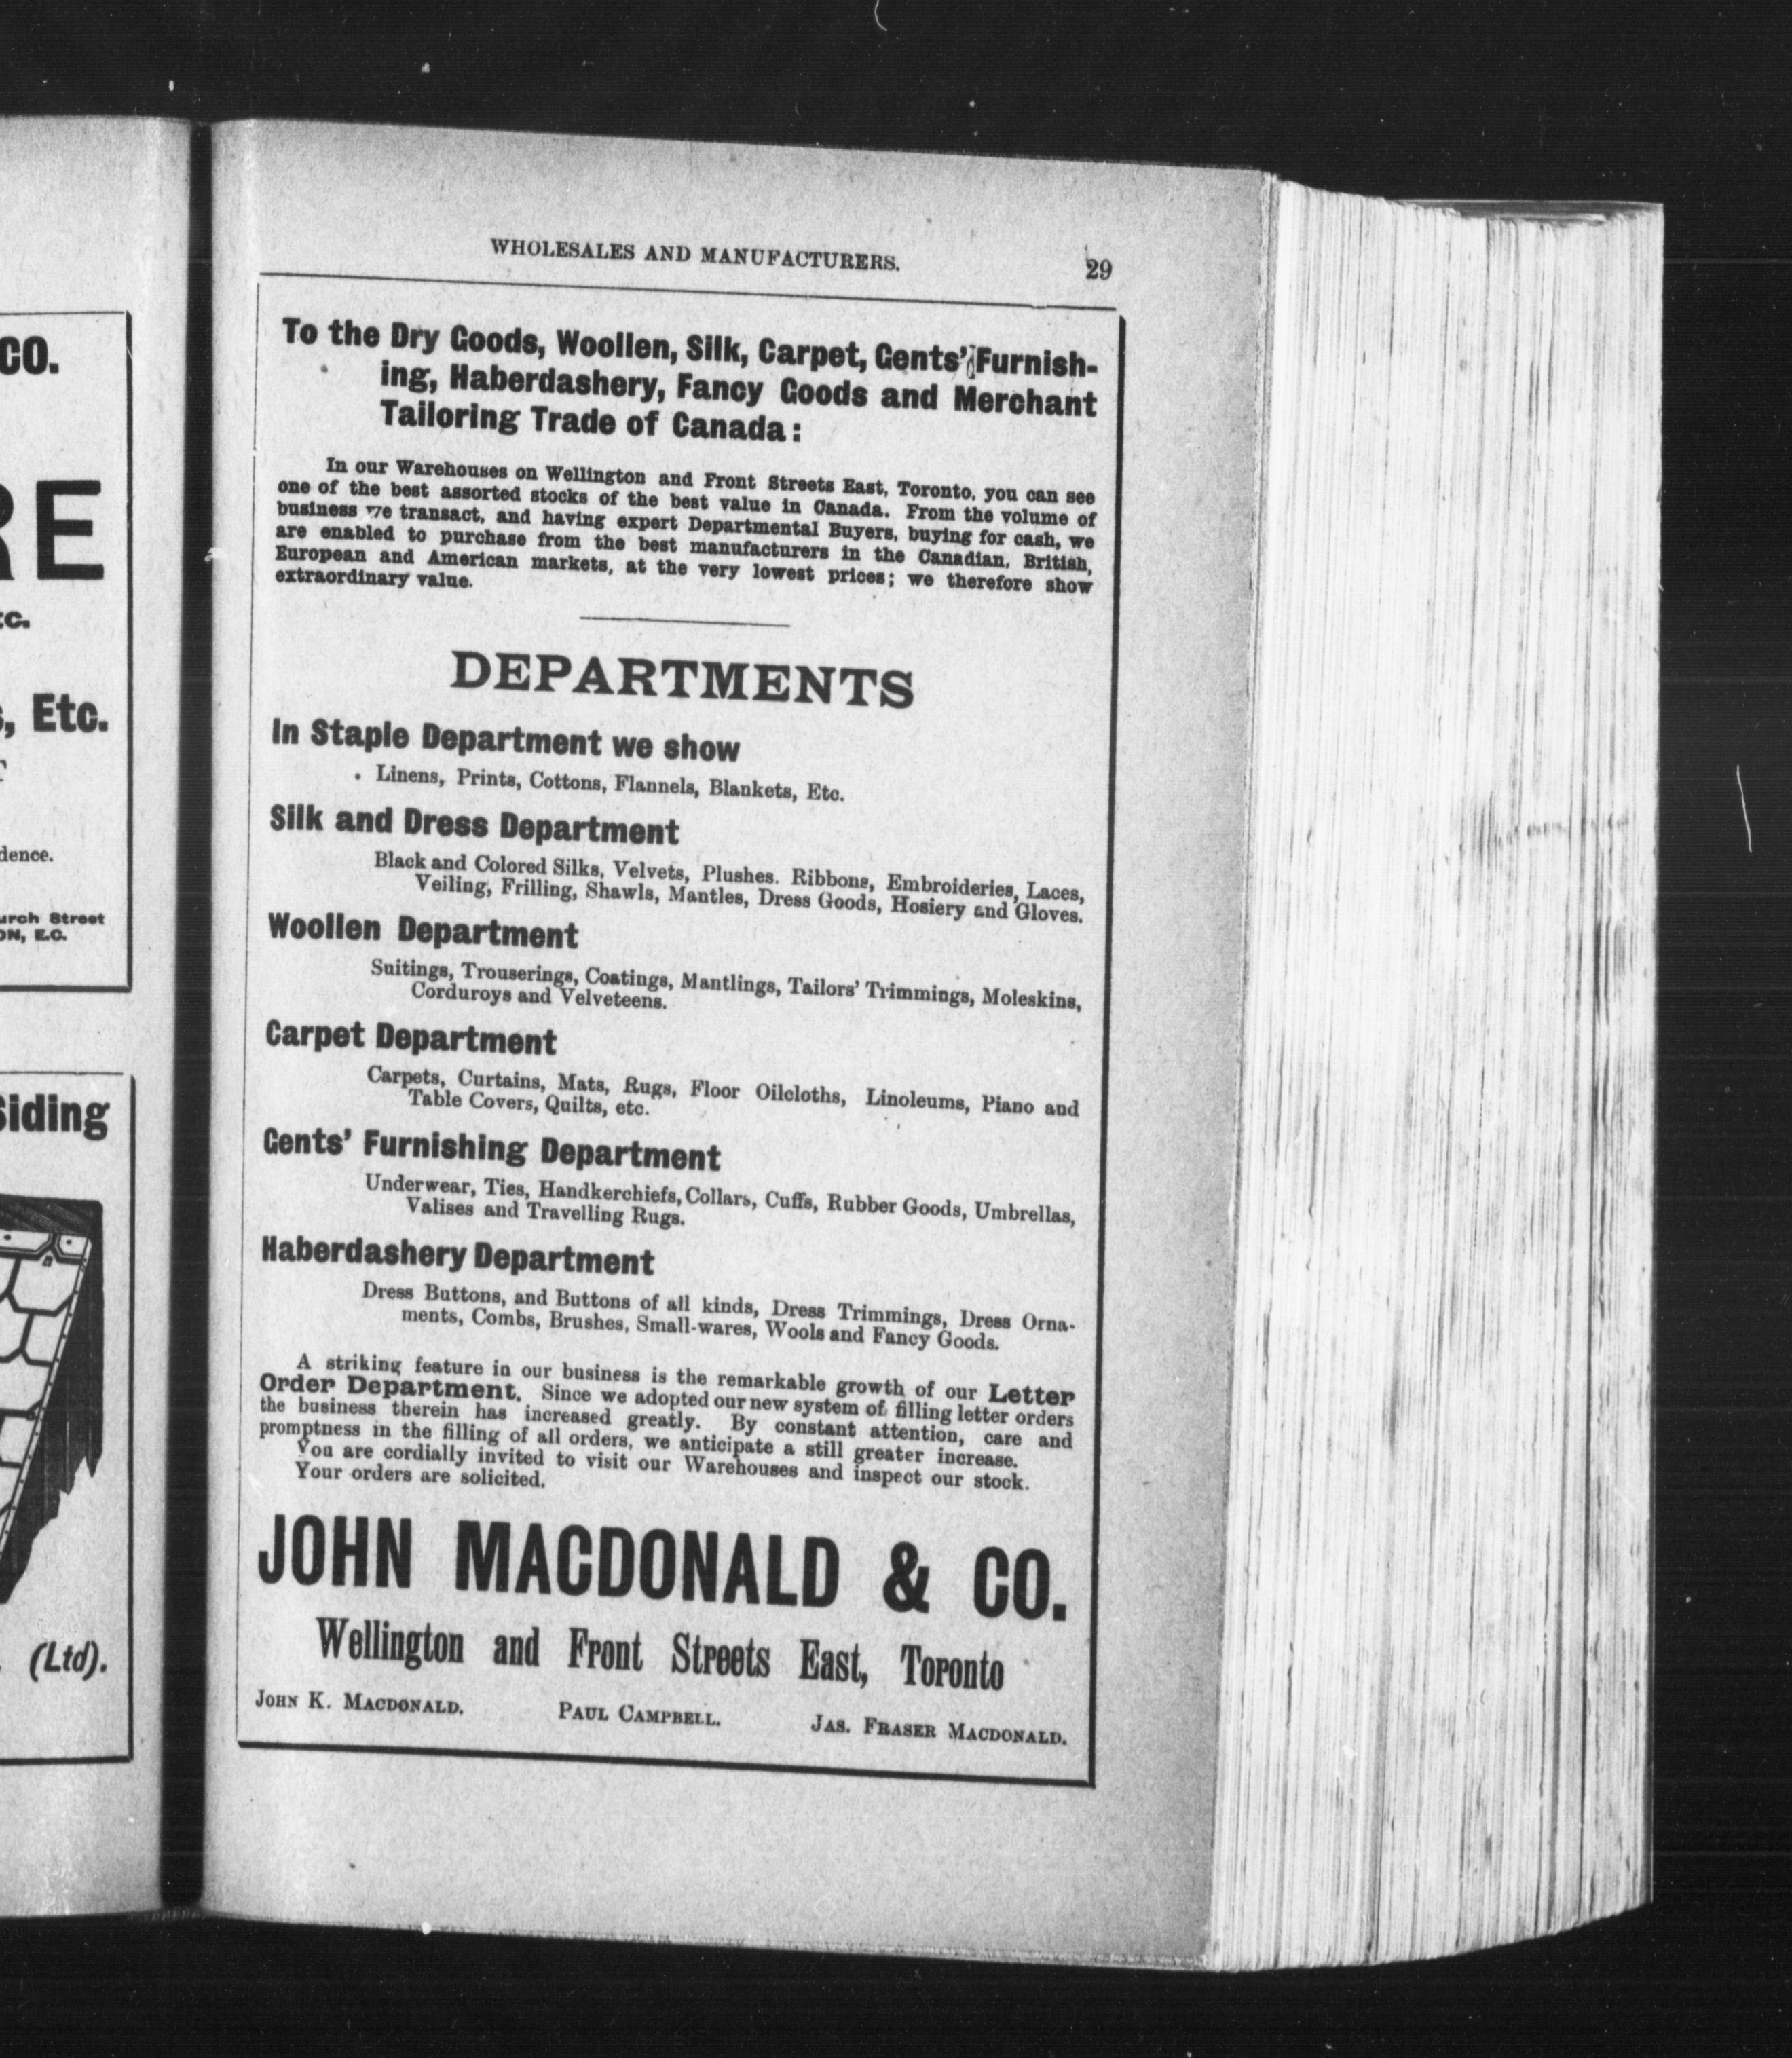 CO.
RE
tc.
, Etc.
dence.
urch Street
ON, E.C.
Siding
(Ltd).
WHOLESALES AND MANUFACTURERS. 29
To the Dry Goods, Woollen, Silk, Carpet, Gents' Furnish-
ing, Haberdashery, Fancy Goods and Merchant
Tailoring Trade of Canada:
In our Warehouses on Wellington and Front Streets East, Toronto, you can see
one of the best assorted stocks of the best value in Canada. From the volume of
business we transact, and having expert Departmental Buyers, buying for cash, we
are enabled to purchase from the best manufacturers in the Canadian, British,
European and American markets, at the very lowest prices; we therefore show
extraordinary value.
DEPARTMENTS
In Staple Department we show
Linens, Prints, Cottons, Flannels, Blankets, Etc.
Silk and Dress Department
Black and Colored Silks, Velvets, Plushes. Ribbons, Embroideries, Laces,
Veiling, Frilling, Shawls, Mantles, Dress Goods, Hosiery and Gloves.
Woollen Department
Suitings, Trouserings, Coatings, Mantlings, Tailors' Trimmings, Moleskins,
Corduroys and Velveteens.
Carpet Department
Carpets, Curtains, Mats, Rugs, Floor Oilcloths, Linoleums, Piano and
Table Covers, Quilts, etc.
Gents' Furnishing Department
Underwear, Ties, Handkerchiefs, Collars, Cuffs, Rubber Goods, Umbrellas,
Valises and Travelling Rugs.
Haberdashery Department
Dress Buttons, and Buttons of all kinds, Dress Trimmings, Dress Orna-
ments, Combs, Brushes, Small-wares, Wools and Fancy Goods.
A striking feature in our business is the remarkable growth of our Letter
Order Department. Since we adopted our new system of filling letter orders
the business therein has increased greatly. By constant attention, care and
promptness in the filling of all orders, we anticipate a still greater increase.
You are cordially invited to visit our Warehouses and inspect our stock.
Your orders are solicited.
JOHN MACDONALD & CO.
Wellington and Front Streets East, Toronto
JOHN K. MACDONALD. PAUL CAMPBELL. JAS. FRASER MACDONALD.